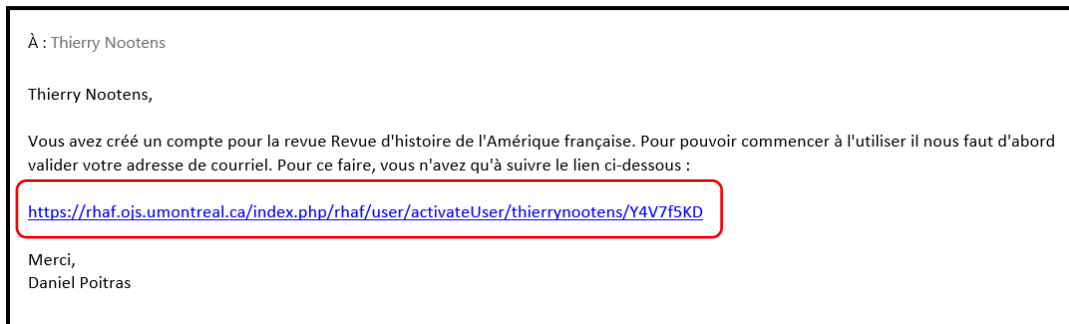 À : Thierry Nootens
Thierry Nootens,
Vous avez créé un compte pour la revue Revue d'histoire de l'Amérique française. Pour pouvoir commencer à l'utiliser il nous faut d'abord
valider votre adresse de courriel. Pour ce faire, vous n'avez qu'à suivre le lien ci-dessous :
https://rhaf.ojs.umontreal.ca/index.php/rhaf/user/activateUser/thierrynootens/Y4V7f5KD
Merci,
Daniel Poitras